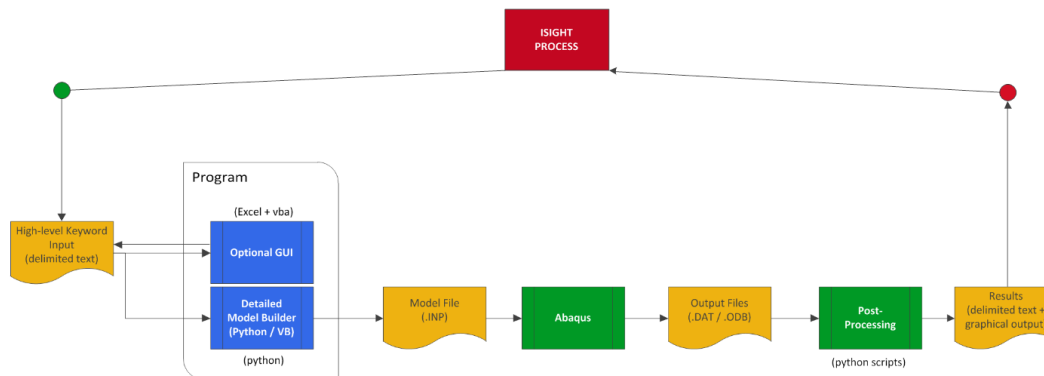 ISIGHT
PROCESS
Program
(Excel + vba)
High-level Keyword
Input
(delimited text)
Optional GUI
Detailed
Model Builder
(Python / VB)
(python)
Model File
(.INP)
Abaqus
Output Files
(.DAT / .ODB)
Post-
Processing
(python scripts)
Results
(delimited text +
graphical output